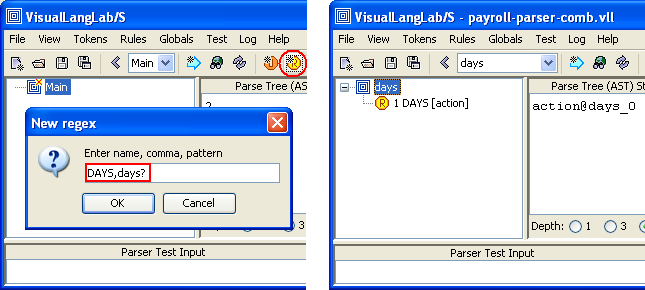 VisualLangLab/S
File View Tokens Rules Globals Test Log Help
Main
Main
Parse Tree (AS
2
New regex
Enter name, comma, pattern
DAYS,days?
OK Cancel
3
Parser Test Input
VisualLangLab/S - payroll-parser-comb.vll
File View Tokens Rules Globals Test Log Help
days
days
R 1 DAYS [action]
Parse Tree (AST) St
action@days_0
Depth: 1 3
Parser Test Input